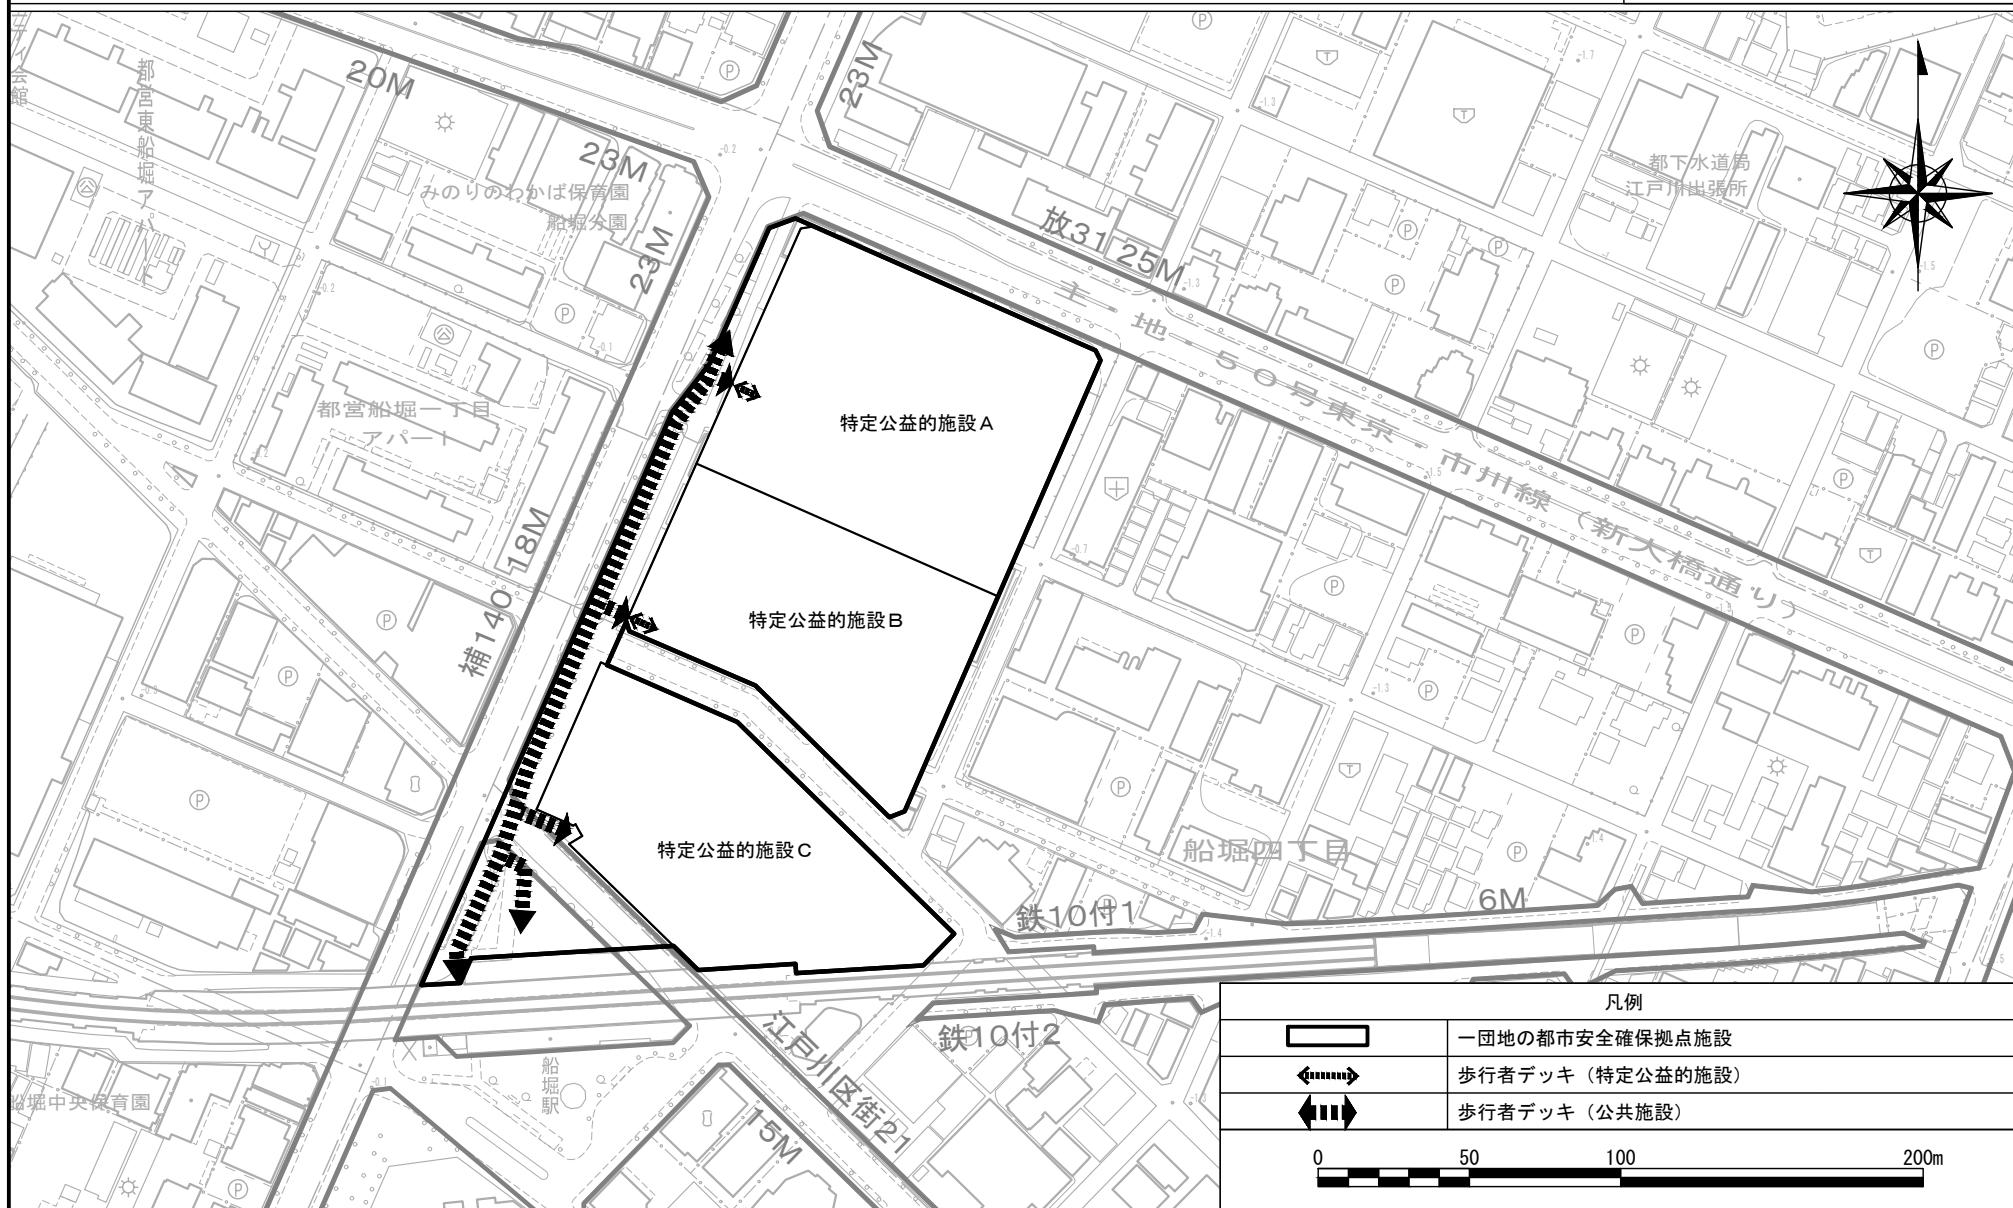 20M
23M
都営東船堀アパート
みのりのわかば保育園
船堀分園
23M
23M
放31 25M
主・地・50号東京・市川線（新大橋通り）
都下水道局
江戸川出張所
都営船堀一丁目
アパート
18M
補140
特定公益的施設A
特定公益的施設B
特定公益的施設C
船堀四丁目
鉄10付1
6M
鉄10付2
江戸川区街21
15M
船堀駅
船堀中央保育園
凡例
一団地の都市安全確保拠点施設
歩行者デッキ（特定公益的施設）
歩行者デッキ（公共施設）
0 50 100 200m